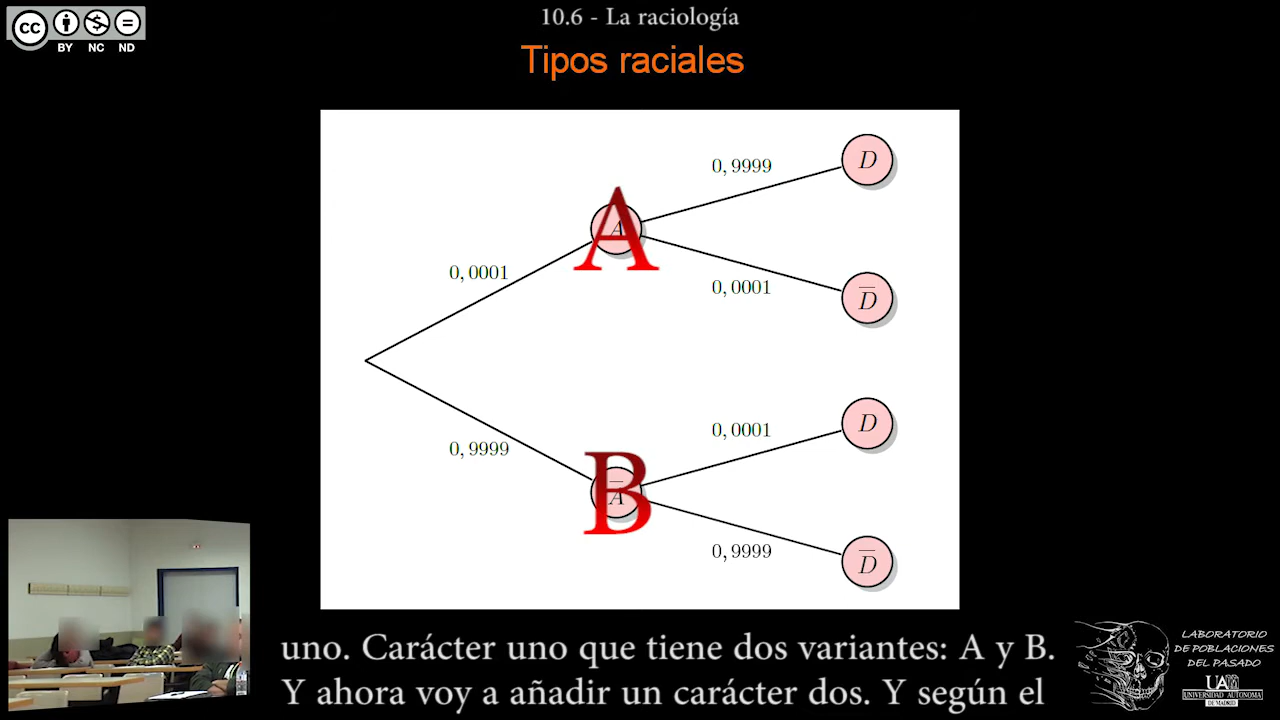 10.6 - La raciología
cc
BY NC ND
Tipos raciales
0,9999
D
A
A
0,0001
0,0001
D̅
0,9999
0,0001
D
B
A̅
0,9999
D̅
uno. Carácter uno que tiene dos variantes: A y B.
Y ahora voy a añadir un carácter dos. Y según el
LABORATORIO
DE POBLACIONES
DEL PASADO
UAM
UNIVERSIDAD AUTONOMA
DE MADRID